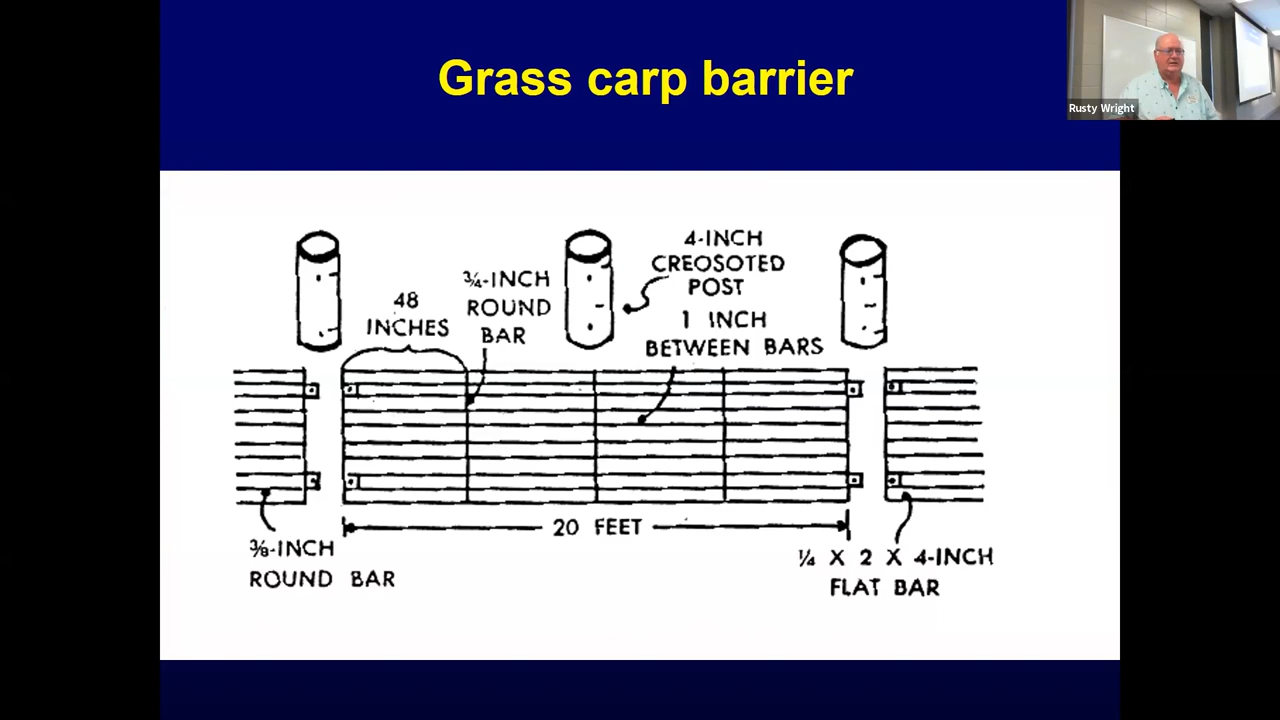 Grass carp barrier
Rusty Wright
4-INCH
CREOSOTED
POST
¾-INCH
ROUND
BAR
48
INCHES
1 INCH
BETWEEN BARS
20 FEET
⅜-INCH
ROUND BAR
¼ X 2 X 4-INCH
FLAT BAR